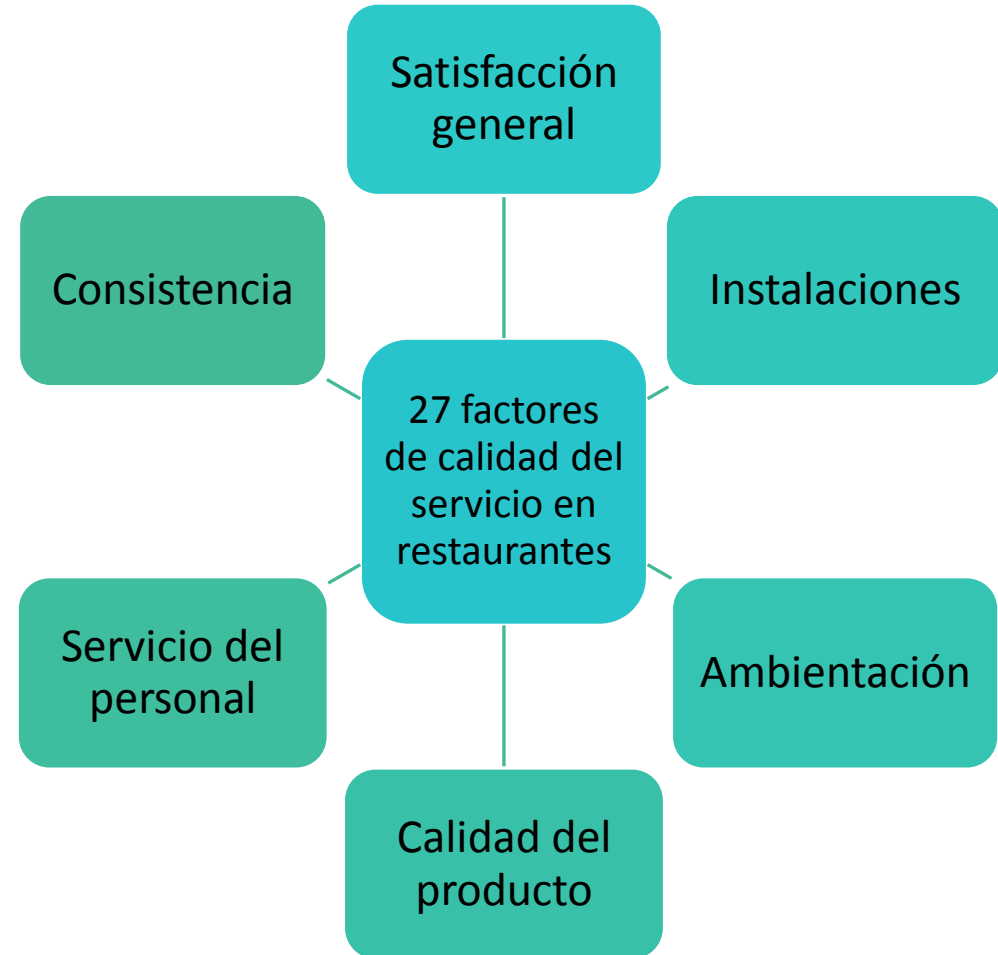 Satisfacción
general
Consistencia
Instalaciones
27 factores
de calidad del
servicio en
restaurantes
Servicio del
personal
Ambientación
Calidad del
producto